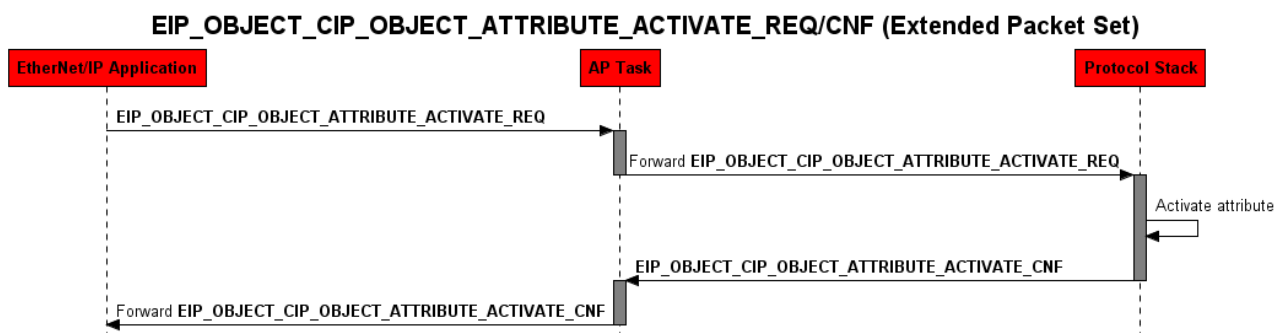 EIP_OBJECT_CIP_OBJECT_ATTRIBUTE_ACTIVATE_REQ/CNF (Extended Packet Set)
EtherNet/IP Application
AP Task
Protocol Stack
EIP_OBJECT_CIP_OBJECT_ATTRIBUTE_ACTIVATE_REQ
Forward EIP_OBJECT_CIP_OBJECT_ATTRIBUTE_ACTIVATE_REQ
Activate attribute
EIP_OBJECT_CIP_OBJECT_ATTRIBUTE_ACTIVATE_CNF
Forward EIP_OBJECT_CIP_OBJECT_ATTRIBUTE_ACTIVATE_CNF